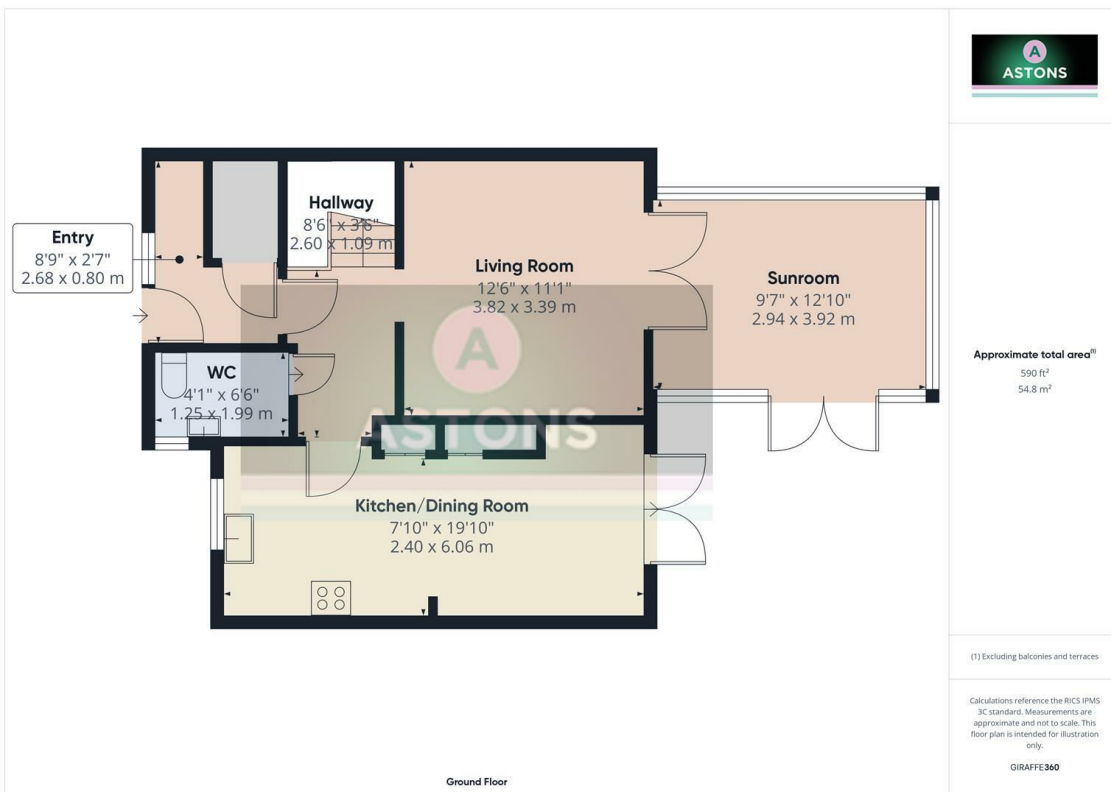 A
ASTONS
Hallway
8'6" x 3'6"
2.60 x 1.09 m
Entry
8'9" x 2'7"
2.68 x 0.80 m
Living Room
12'6" x 11'1"
3.82 x 3.39 m
Sunroom
9'7" x 12'10"
2.94 x 3.92 m
WC
4'1" x 6'6"
1.25 x 1.99 m
A
ASTONS
Kitchen/Dining Room
7'10" x 19'10"
2.40 x 6.06 m
Approximate total area(1)
590 ft²
54.8 m²
(1) Excluding balconies and terraces
Calculations reference the RICS IPMS
3C standard. Measurements are
approximate and not to scale. This
floor plan is intended for illustration
only.
GIRAFFE360
Ground Floor